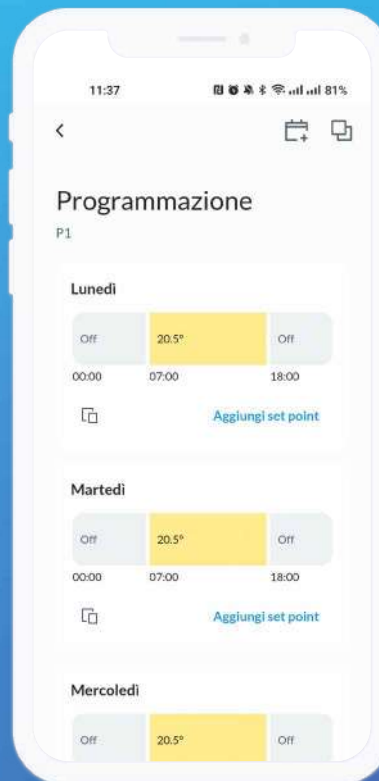 11:37 81%
Programmazione
P1
Lunedì
Off 20.5° Off
00:00 07:00 18:00
Aggiungi set point
Martedì
Off 20.5° Off
00:00 07:00 18:00
Aggiungi set point
Mercoledì
Off 20.5° Off